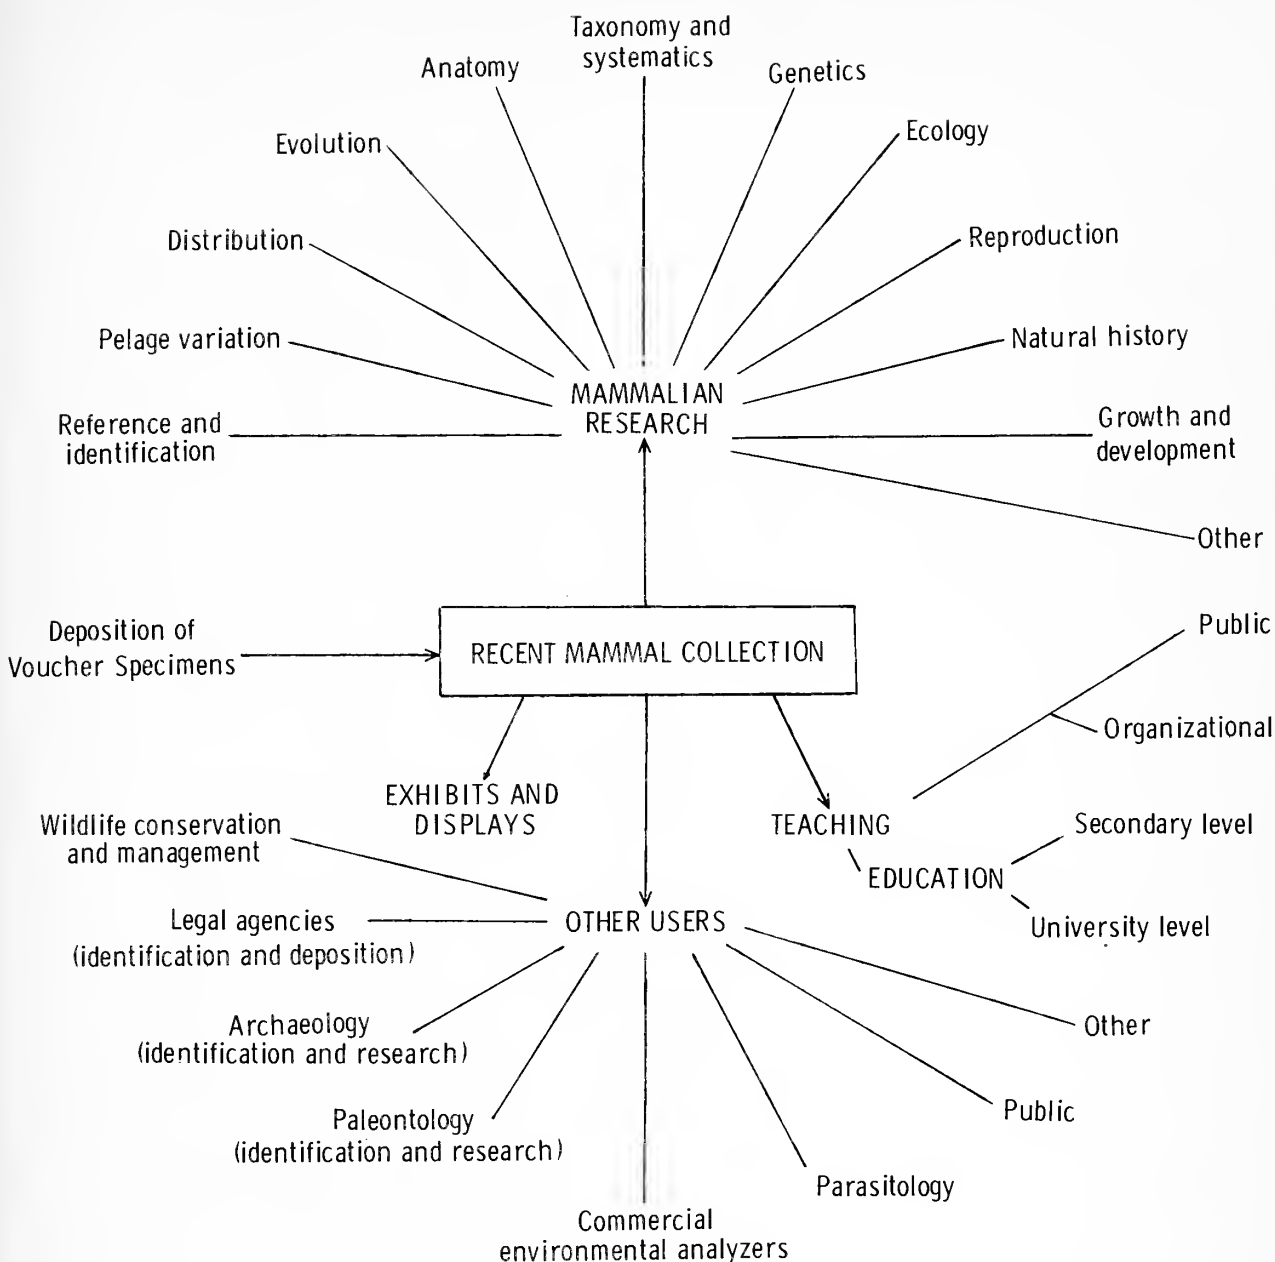 Taxonomy and
systematics
Anatomy
Genetics
Evolution
Ecology
Distribution
Reproduction
Pelage variation
Natural history
MAMMALIAN
RESEARCH
Reference and
identification
Growth and
development
Other
Deposition of
Voucher Specimens
RECENT MAMMAL COLLECTION
Public
Organizational
EXHIBITS AND
DISPLAYS
TEACHING
EDUCATION
Secondary level
University level
Wildlife conservation
and management
OTHER USERS
Legal agencies
(identification and deposition)
Archaeology
(identification and research)
Paleontology
(identification and research)
Commercial
environmental analyzers
Parasitology
Public
Other